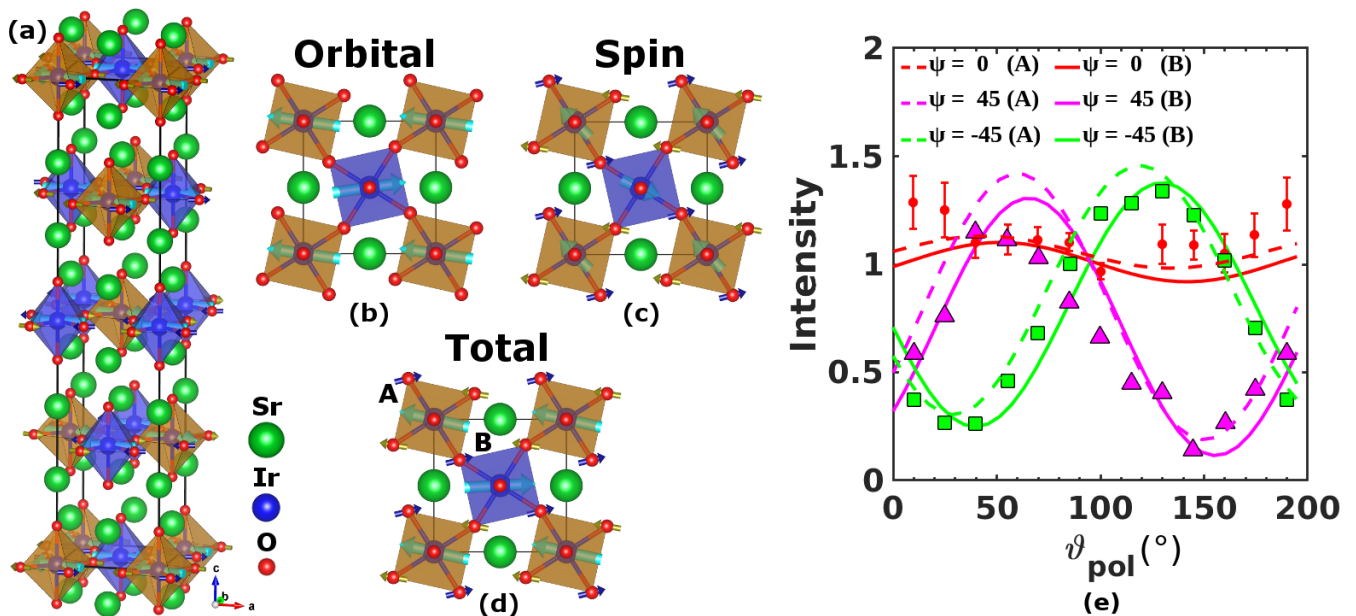 (a)
Orbital
(b)
Spin
(c)
Total
A
B
(d)
Sr
Ir
O
c
b
a
2
1.5
1
0.5
0
Intensity
ψ = 0 (A)
ψ = 0 (B)
ψ = 45 (A)
ψ = 45 (B)
ψ = -45 (A)
ψ = -45 (B)
0 50 100 150 200
ϑpol(°)
(e)